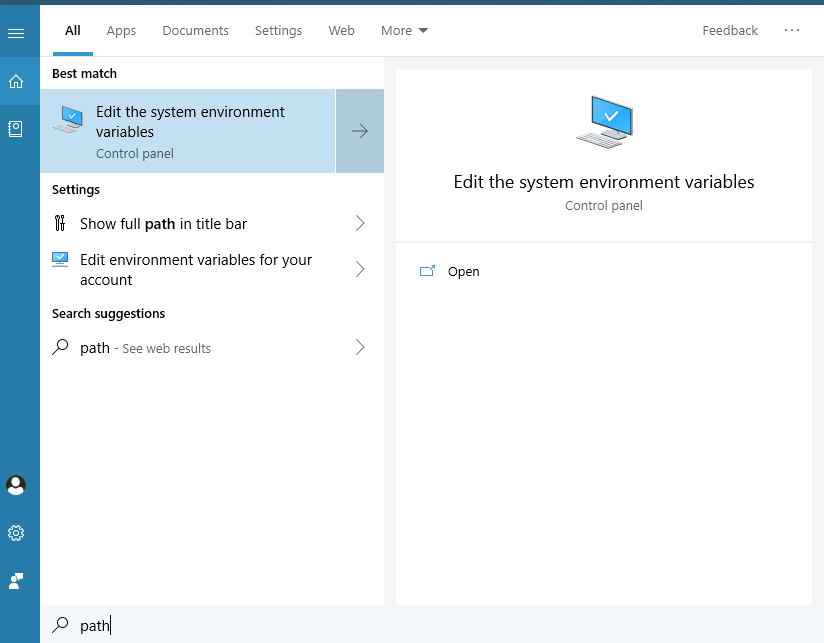 All Apps Documents Settings Web More Feedback ...
Best match
Edit the system environment
variables
Control panel
Settings
Show full path in title bar
Edit environment variables for your
account
Search suggestions
path - See web results
Edit the system environment variables
Control panel
Open
path